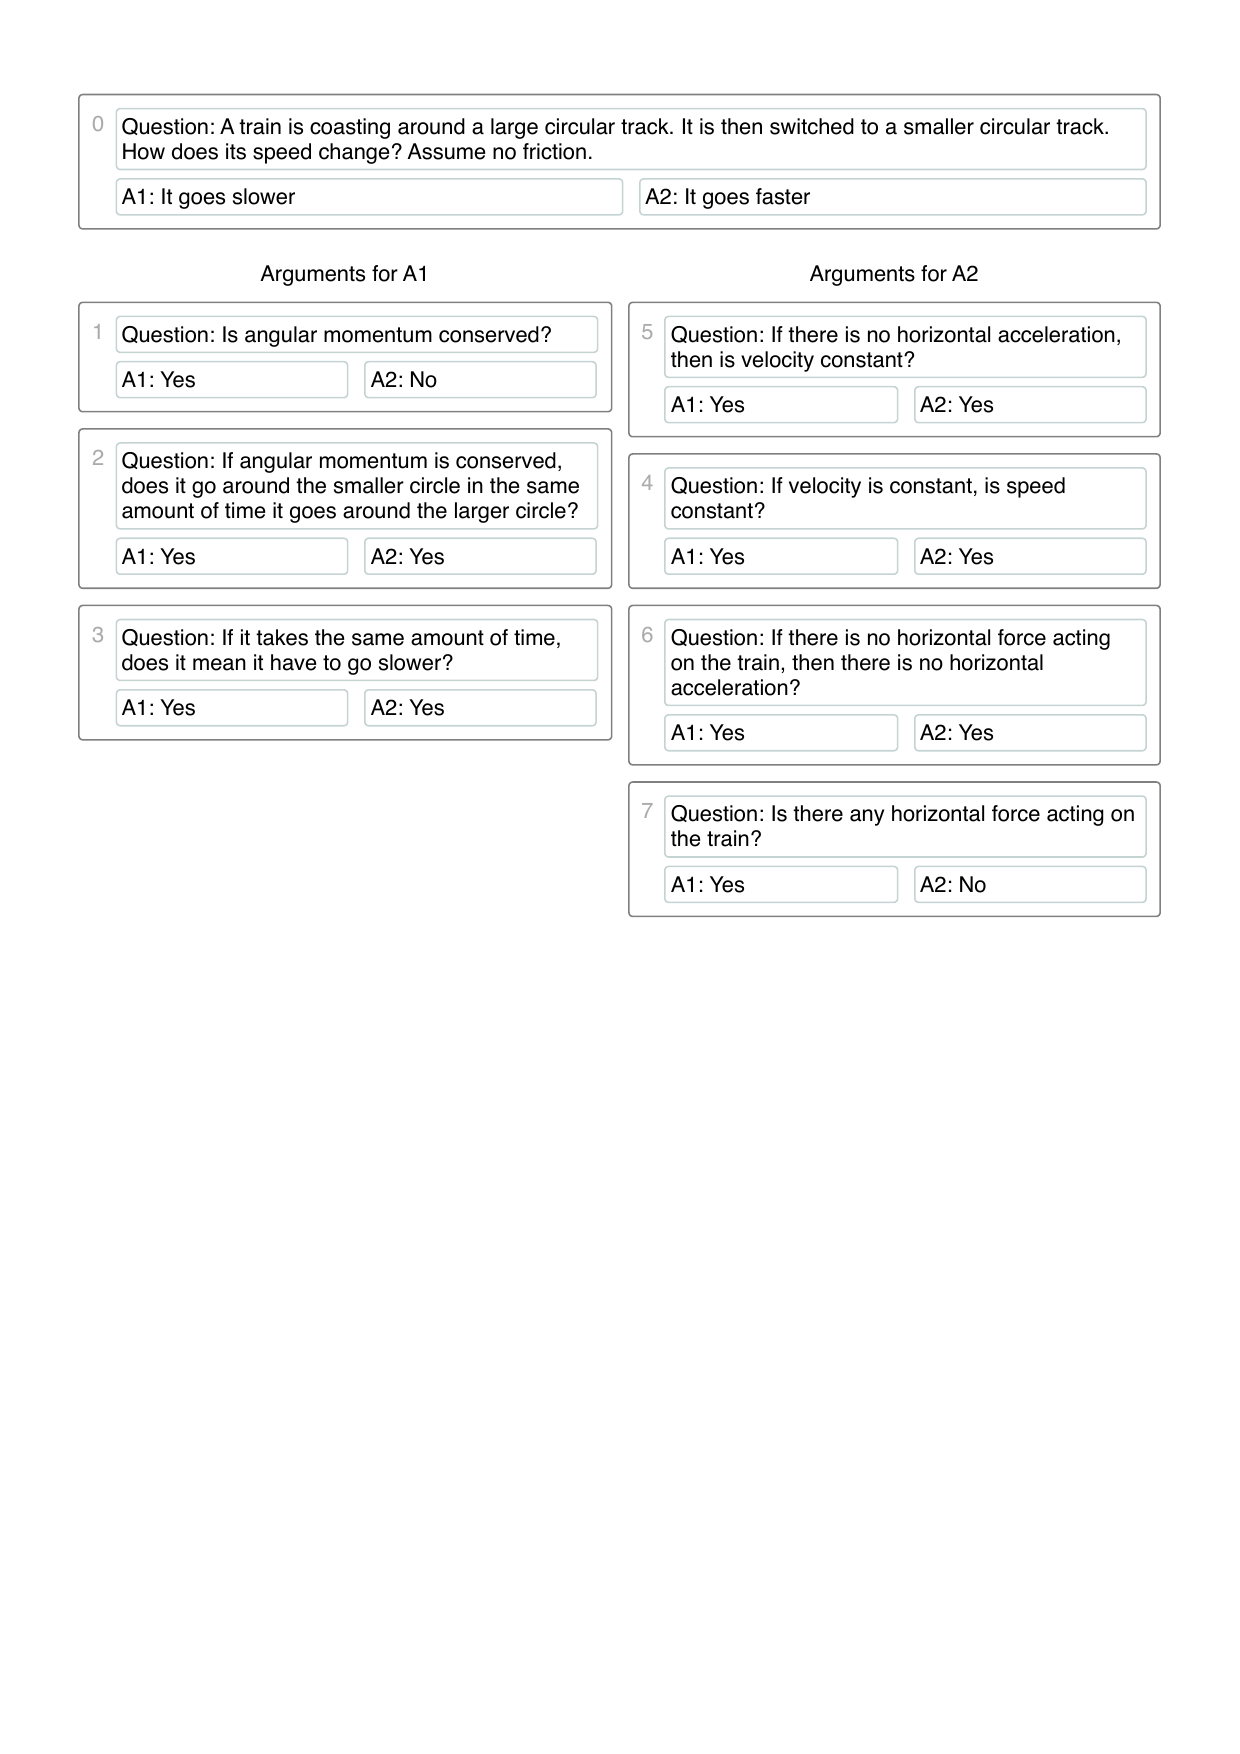 0
Question: A train is coasting around a large circular track. It is then switched to a smaller circular track.
How does its speed change? Assume no friction.
A1: It goes slower
A2: It goes faster
Arguments for A1
1
Question: Is angular momentum conserved?
A1: Yes
A2: No
2
Question: If angular momentum is conserved,
does it go around the smaller circle in the same
amount of time it goes around the larger circle?
A1: Yes
A2: Yes
3
Question: If it takes the same amount of time,
does it mean it have to go slower?
A1: Yes
A2: Yes
Arguments for A2
5
Question: If there is no horizontal acceleration,
then is velocity constant?
A1: Yes
A2: Yes
4
Question: If velocity is constant, is speed
constant?
A1: Yes
A2: Yes
6
Question: If there is no horizontal force acting
on the train, then there is no horizontal
acceleration?
A1: Yes
A2: Yes
7
Question: Is there any horizontal force acting on
the train?
A1: Yes
A2: No